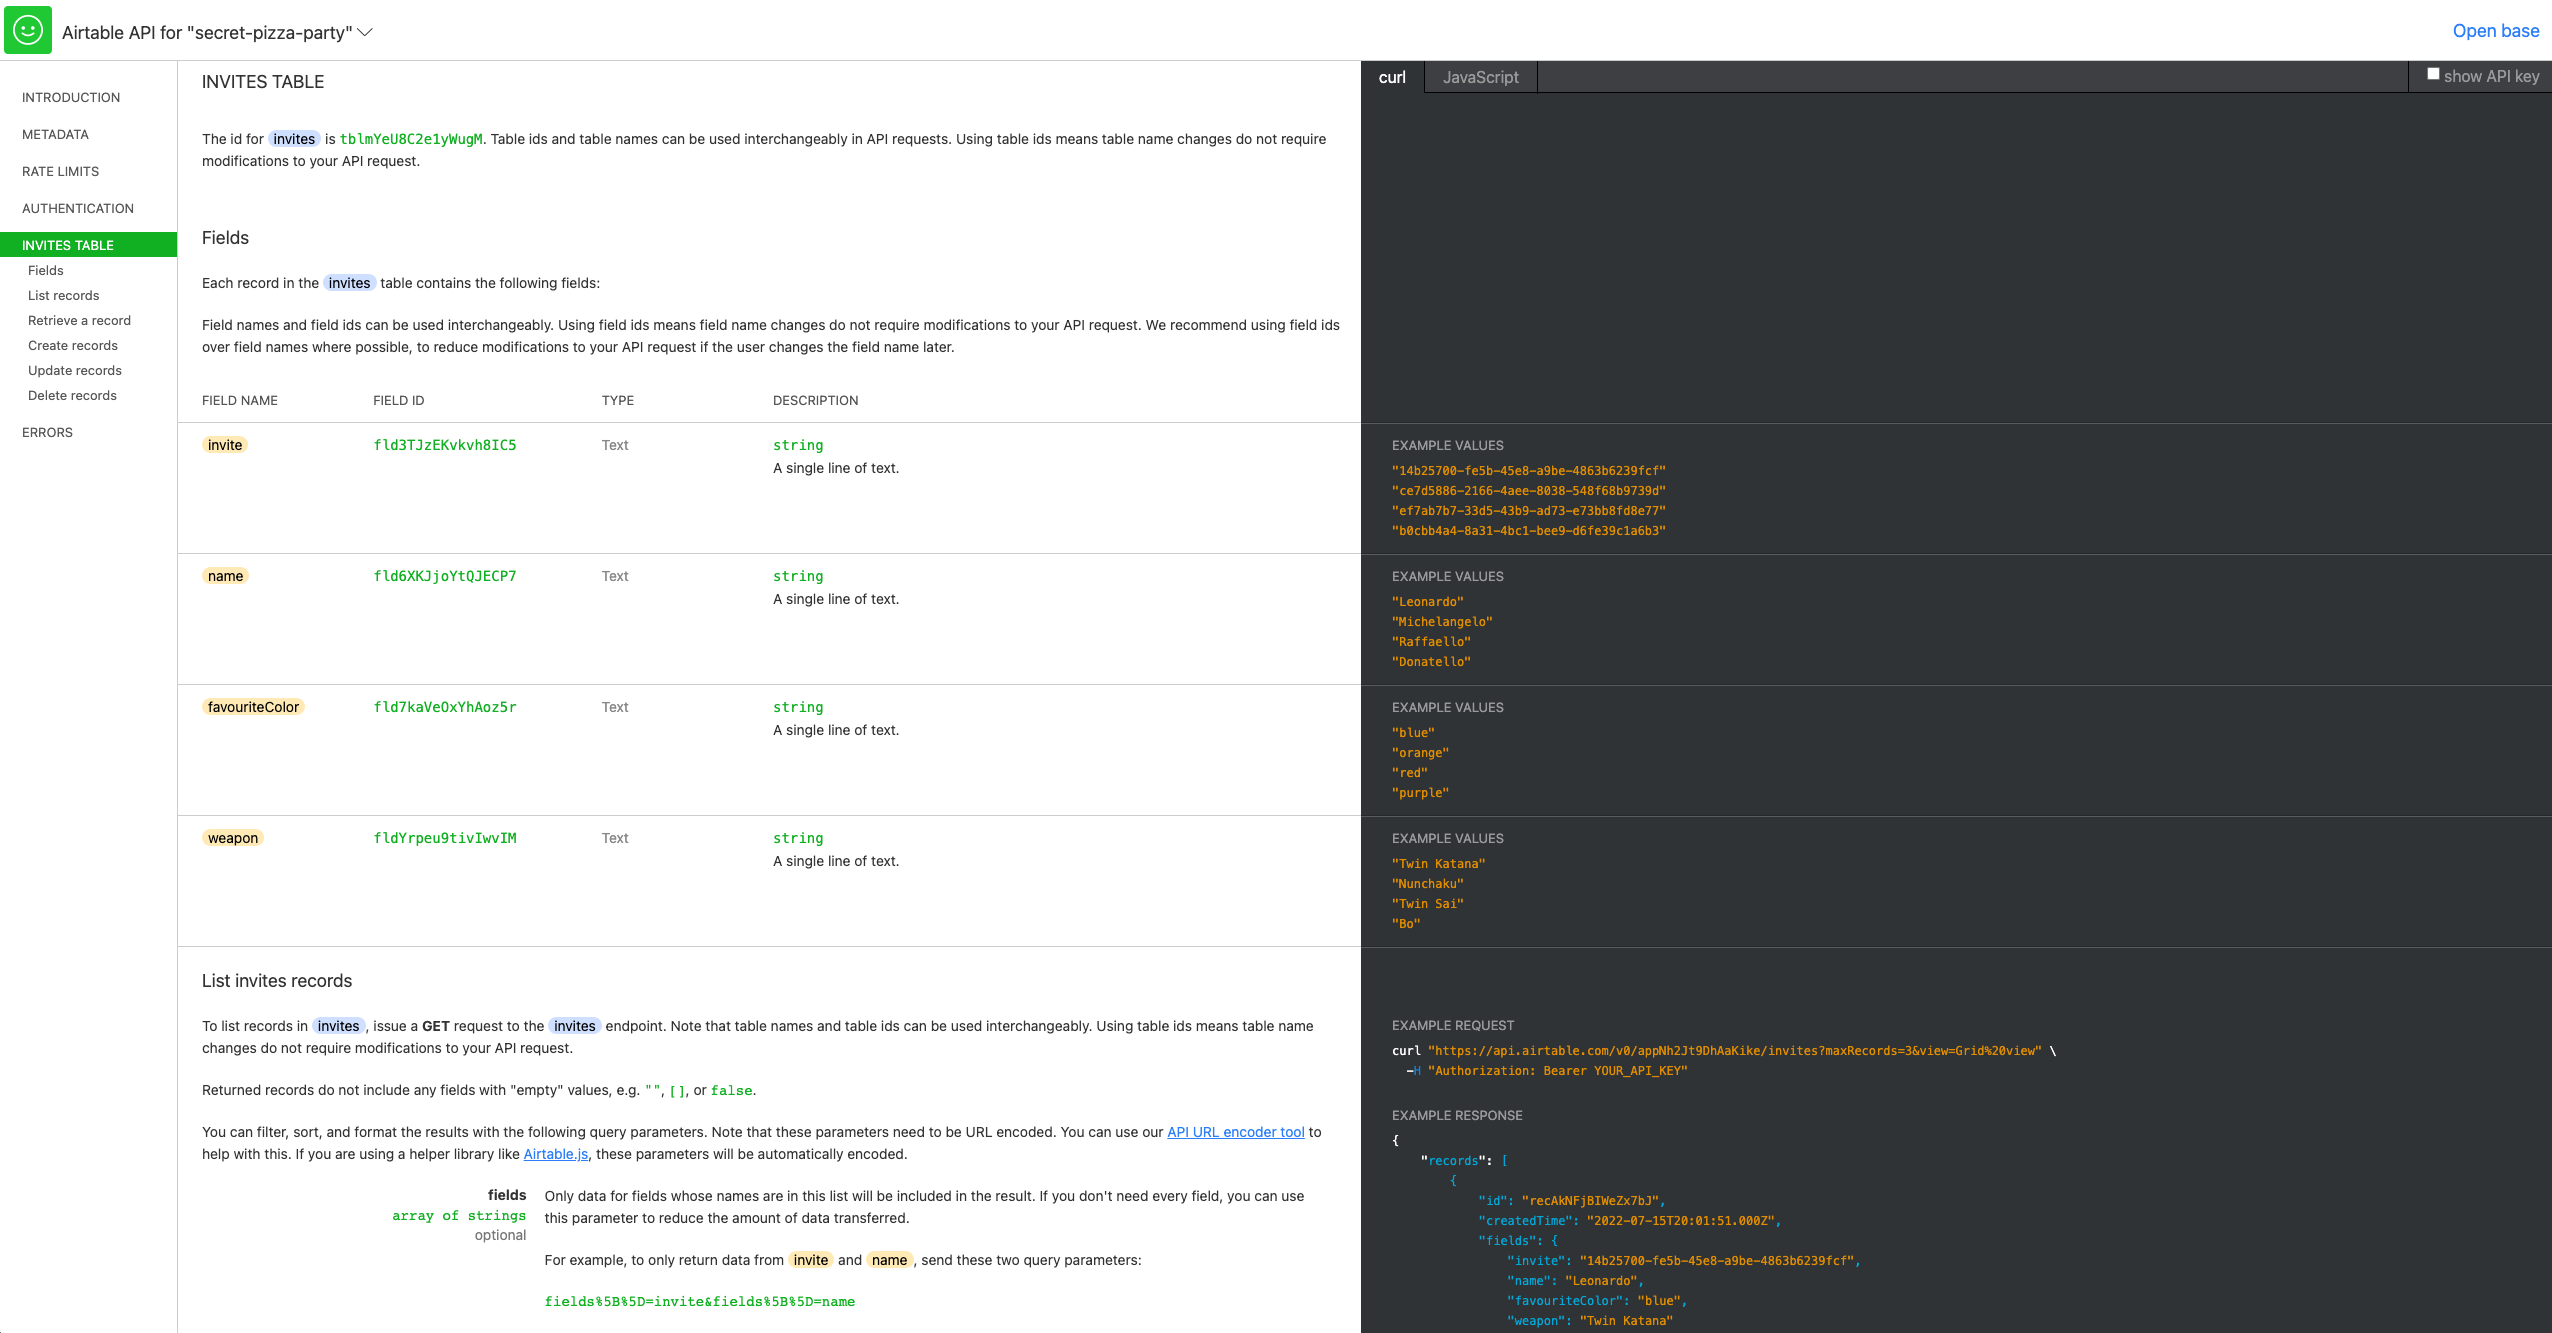 Airtable API for "secret-pizza-party"
Open base
INTRODUCTION
METADATA
RATE LIMITS
AUTHENTICATION
INVITES TABLE
Fields
List records
Retrieve a record
Create records
Update records
Delete records
ERRORS
INVITES TABLE
The id for invites is tblmYeU8C2e1yWugM. Table ids and table names can be used interchangeably in API requests. Using table ids means table name changes do not require
modifications to your API request.
Fields
Each record in the invites table contains the following fields:
Field names and field ids can be used interchangeably. Using field ids means field name changes do not require modifications to your API request. We recommend using field ids
over field names where possible, to reduce modifications to your API request if the user changes the field name later.
FIELD NAME FIELD ID TYPE DESCRIPTION
invite fld3TJzEKvkvh8IC5 Text string
A single line of text.
name fld6XKJjoYtQJECP7 Text string
A single line of text.
favouriteColor fld7kaVeOxYhAoz5r Text string
A single line of text.
weapon fldYrpeu9tivIwvIM Text string
A single line of text.
List invites records
To list records in invites, issue a GET request to the invites endpoint. Note that table names and table ids can be used interchangeably. Using table ids means table name
changes do not require modifications to your API request.
Returned records do not include any fields with "empty" values, e.g. "", [], or false.
You can filter, sort, and format the results with the following query parameters. Note that these parameters need to be URL encoded. You can use our API URL encoder tool to
help with this. If you are using a helper library like Airtable.js, these parameters will be automatically encoded.
fields
array of strings
optional
Only data for fields whose names are in this list will be included in the result. If you don't need every field, you can use
this parameter to reduce the amount of data transferred.
For example, to only return data from invite and name, send these two query parameters:
fields%5B%5D=invite&fields%5B%5D=name
curl JavaScript show API key
EXAMPLE VALUES
"14b25700-fe5b-45e8-a9be-4863b6239fcf"
"ce7d5886-2166-4aee-8038-548f68b9739d"
"ef7ab7b7-33d5-43b9-ad73-e73bb8fd8e77"
"b0cbb4a4-8a31-4bc1-bee9-d6fe39c1a6b3"
EXAMPLE VALUES
"Leonardo"
"Michelangelo"
"Raffaello"
"Donatello"
EXAMPLE VALUES
"blue"
"orange"
"red"
"purple"
EXAMPLE VALUES
"Twin Katana"
"Nunchaku"
"Twin Sai"
"Bo"
EXAMPLE REQUEST
curl "https://api.airtable.com/v0/appNh2Jt9DhAaKike/invites?maxRecords=3&view=Grid%20view" \
-H "Authorization: Bearer YOUR_API_KEY"
EXAMPLE RESPONSE
{
"records": [
{
"id": "recAkNFjBIWeZx7bJ",
"createdTime": "2022-07-15T20:01:51.000Z",
"fields": {
"invite": "14b25700-fe5b-45e8-a9be-4863b6239fcf",
"name": "Leonardo",
"favouriteColor": "blue",
"weapon": "Twin Katana"